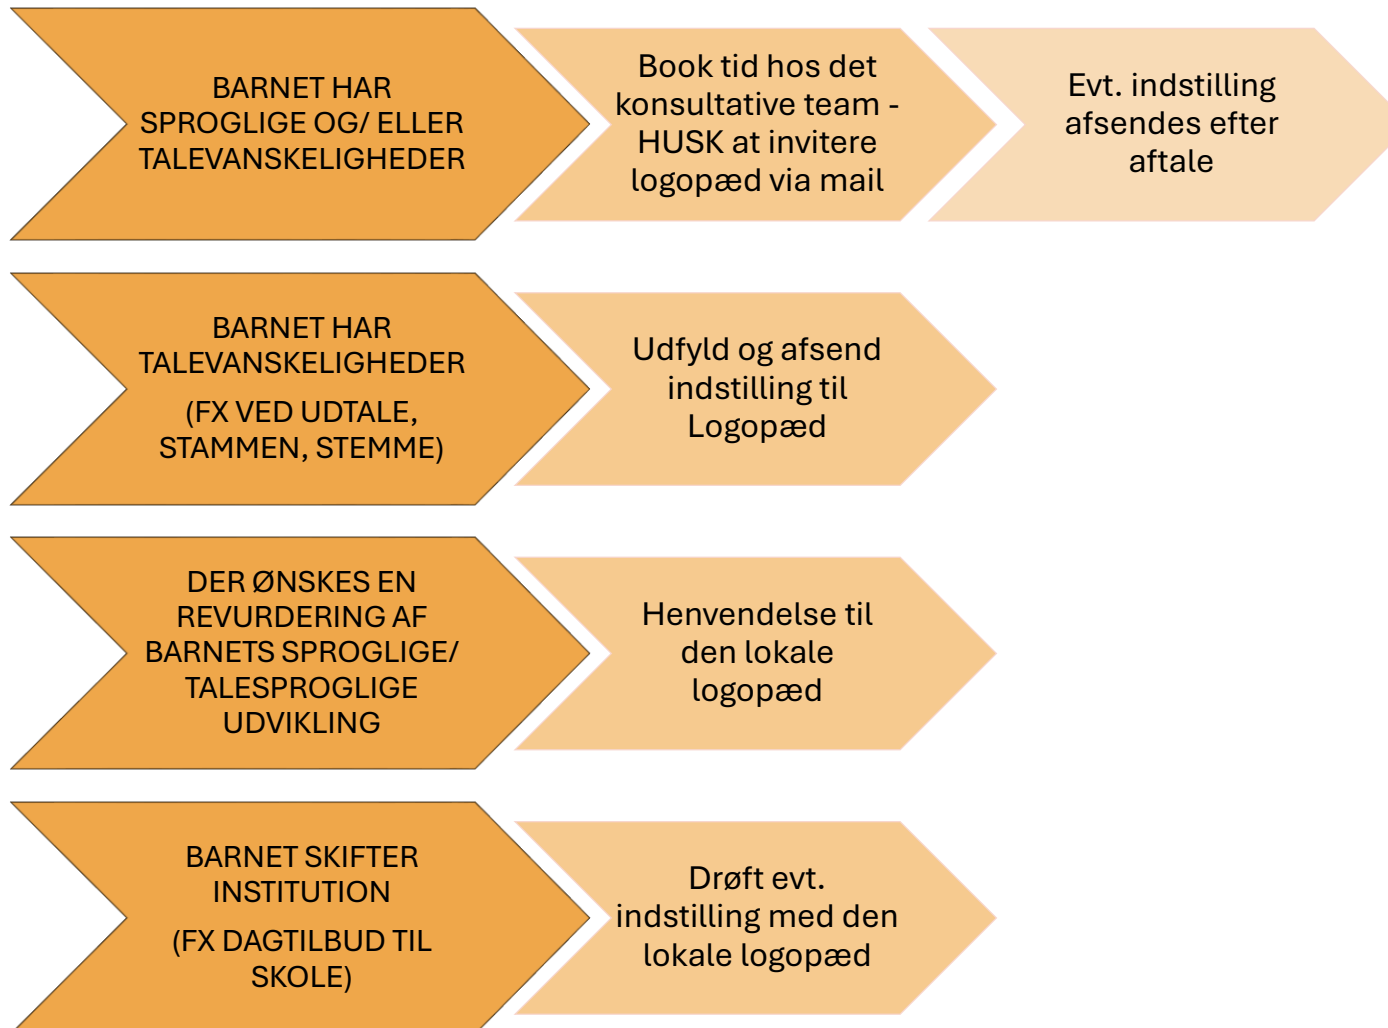 BARNET HAR
SPROGLIGE OG/ ELLER
TALEVANSKELIGHEDER
Book tid hos det
konsultative team -
HUSK at invitere
logopæd via mail
Evt. indstilling
afsendes efter
aftale
BARNET HAR
TALEVANSKELIGHEDER
(FX VED UDTALE,
STAMMEN, STEMME)
Udfyld og afsend
indstilling til
Logopæd
DER ØNSKES EN
REVURDERING AF
BARNETS SPROGLIGE/
TALESPROGLIGE
UDVIKLING
Henvendelse til
den lokale
logopæd
BARNET SKIFTER
INSTITUTION
(FX DAGTILBUD TIL
SKOLE)
Drøft evt.
indstilling med den
lokale logopæd